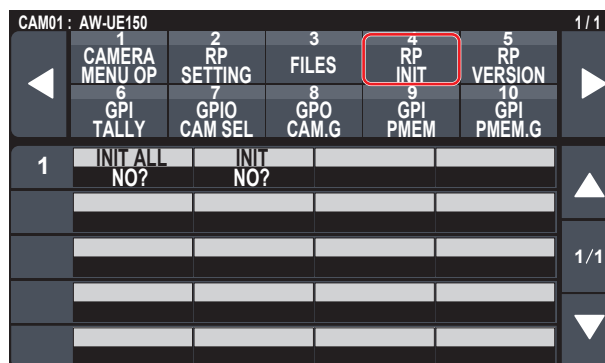 CAM01 : AW-UE150 1 / 1
1 2 3 4 5
CAMERA MENU OP RP SETTING FILES RP INIT RP VERSION
6 7 8 9 10
GPI TALLY GPIO CAM SEL GPO CAM.G GPI PMEM GPI PMEM.G
1 INIT ALL INIT
NO? NO?
1/1